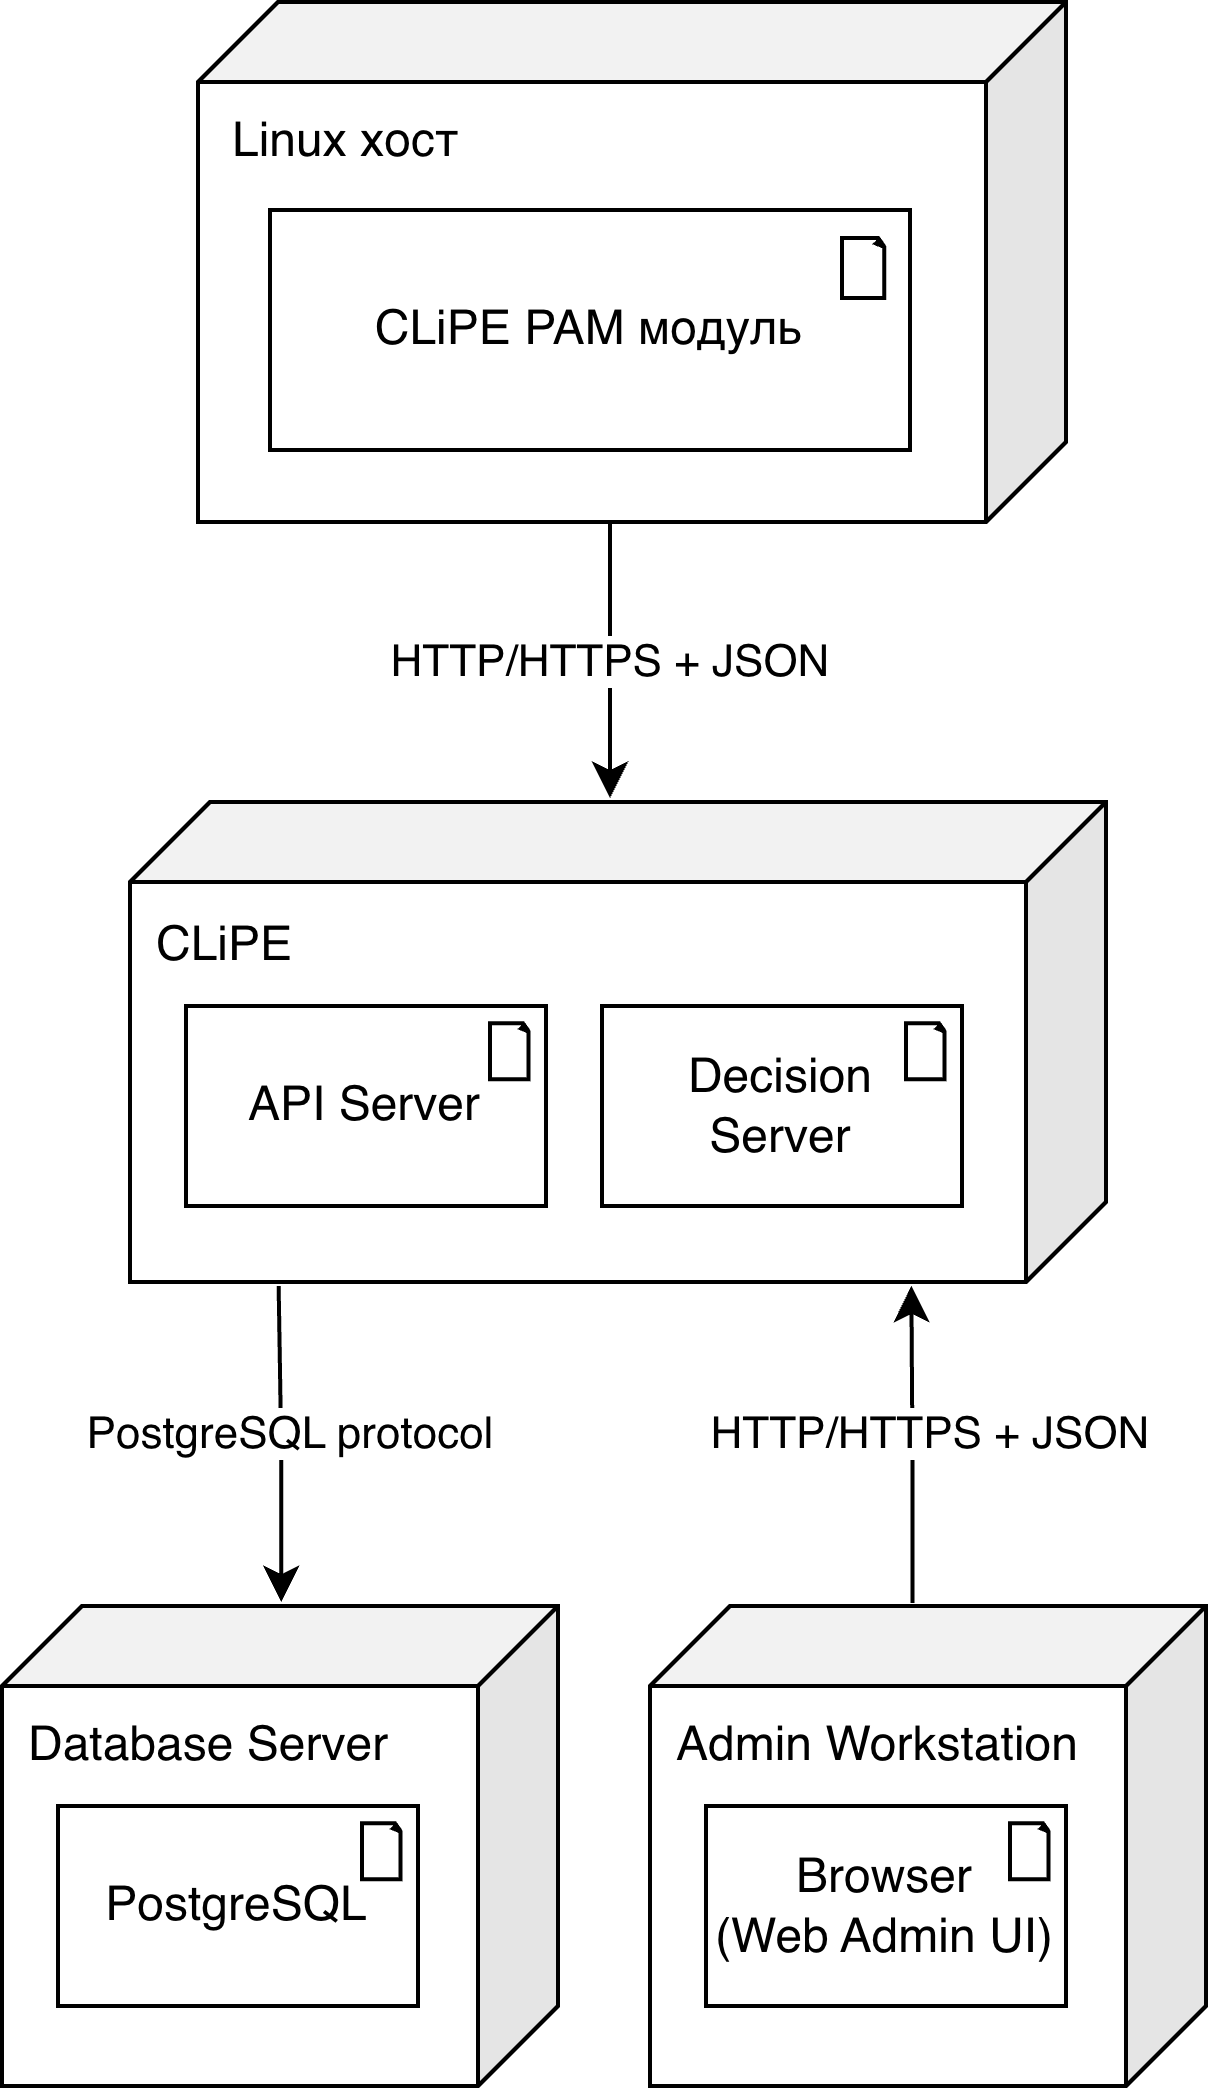 Linux хост
CLiPE PAM модуль
HTTP/HTTPS + JSON
CLiPE
API Server
Decision
Server
PostgreSQL protocol
HTTP/HTTPS + JSON
Database Server
PostgreSQL
Admin Workstation
Browser
(Web Admin UI)